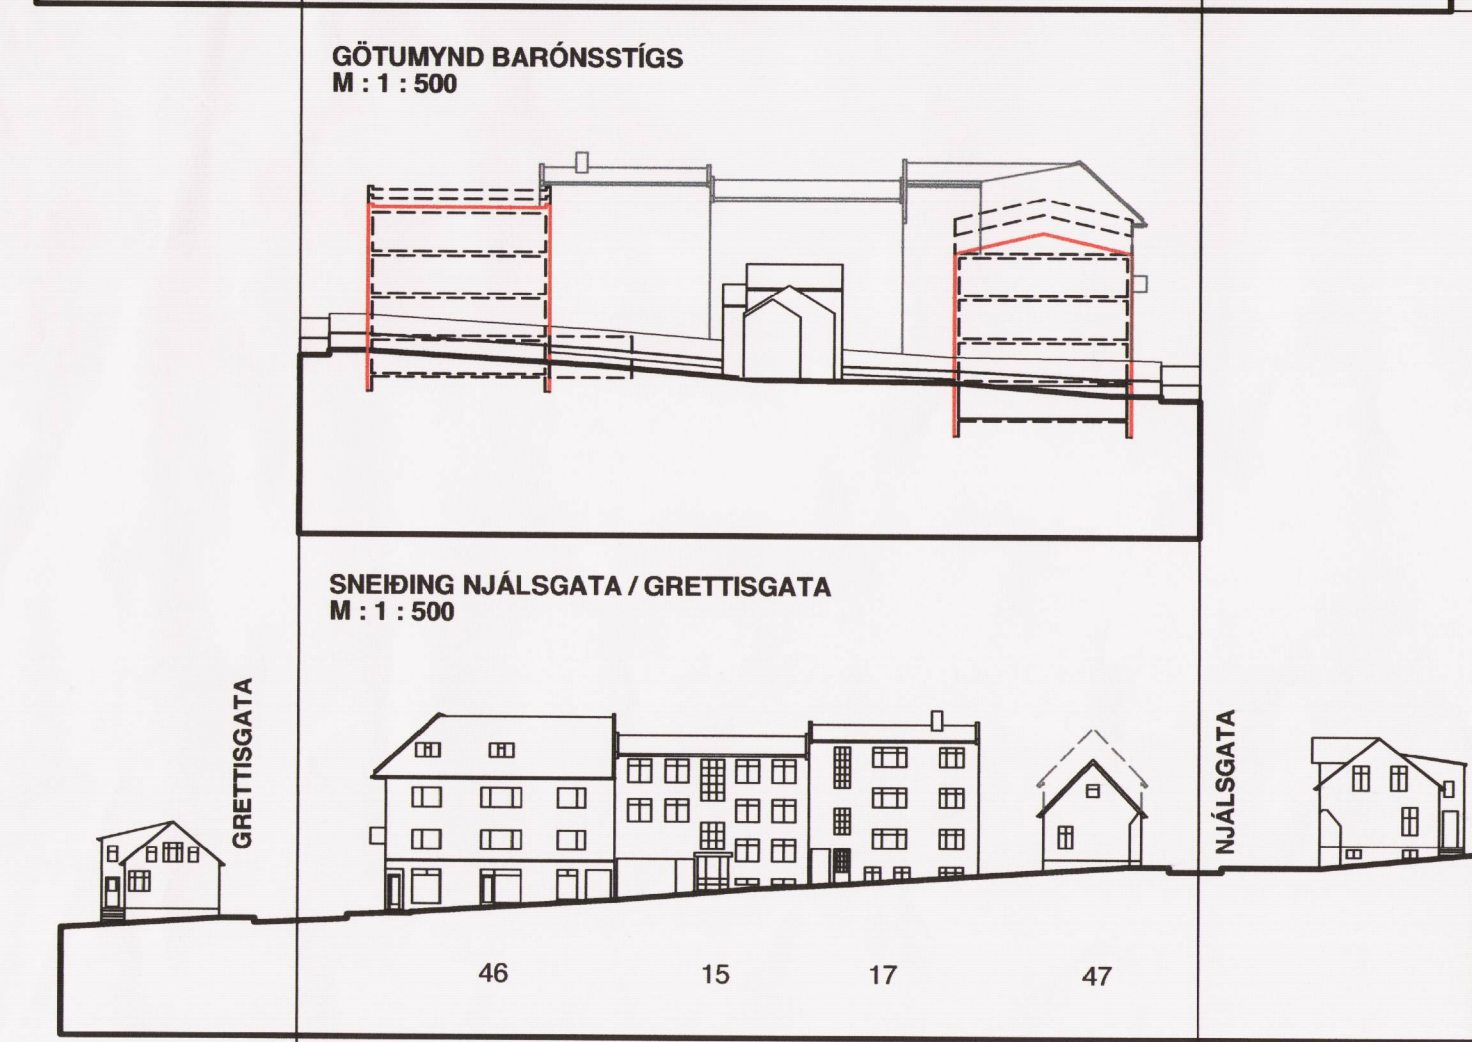 GÖTUMYND BARÓNSSTÍGS
M : 1 : 500
SNEIÐING NJÁLSGATA / GRETTISGATA
M : 1 : 500
GRETTISGATA
NJÁLSGATA
46
15
17
47